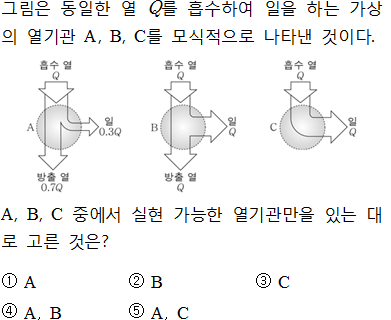 그림은 동일한 열 Q를 흡수하여 일을 하는 가상
의 열기관 A, B, C를 모식적으로 나타낸 것이다.
흡수 열
Q
A
일
0.3Q
방출 열
0.7Q
흡수 열
Q
B
일
Q
방출 열
Q
흡수 열
Q
C
일
Q
A, B, C 중에서 실현 가능한 열기관만을 있는 대
로 고른 것은?
① A ② B ③ C
④ A, B ⑤ A, C